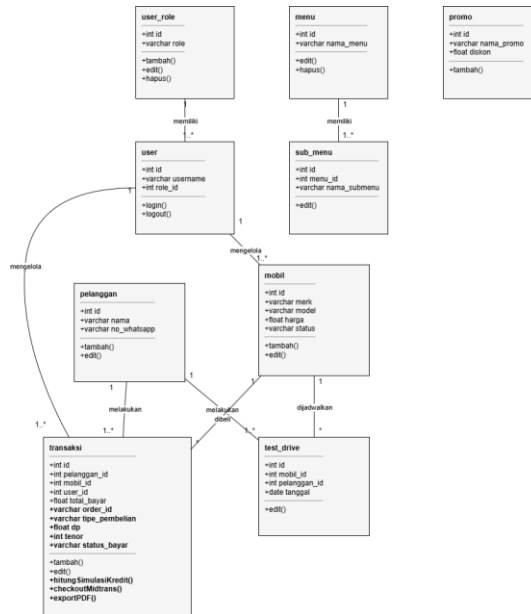 user_role
+int id
+varchar role
+tambah()
+edit()
+hapus()
menu
+int id
+varchar nama_menu
+edit()
+hapus()
promo
+int id
+varchar nama_promo
+float diskon
+tambah()
1
memiliki
1..*
1
memiliki
1..*
user
+int id
+varchar username
+int role_id
+login()
+logout()
sub_menu
+int id
+int menu_id
+varchar nama_submenu
+edit()
1
mengelola
1..*
1
mengelola
1..*
mobil
+int id
+varchar merk
+varchar model
+float harga
+varchar status
+tambah()
+edit()
pelanggan
+int id
+varchar nama
+varchar no_whatsapp
+tambah()
+edit()
1
melakukan
1..*
1
melakukan
1..*
1
dibeli
*
1
dijadwalkan
*
transaksi
+int id
+int pelanggan_id
+int mobil_id
+int user_id
+float total_bayar
+varchar order_id
+varchar tipe_pembelian
+float dp
+int tenor
+varchar status_bayar
+tambah()
+edit()
+hitungSimulasiKredit()
+checkoutMidtrans()
+exportPDF()
test_drive
+int id
+int mobil_id
+int pelanggan_id
+date tanggal
+edit()